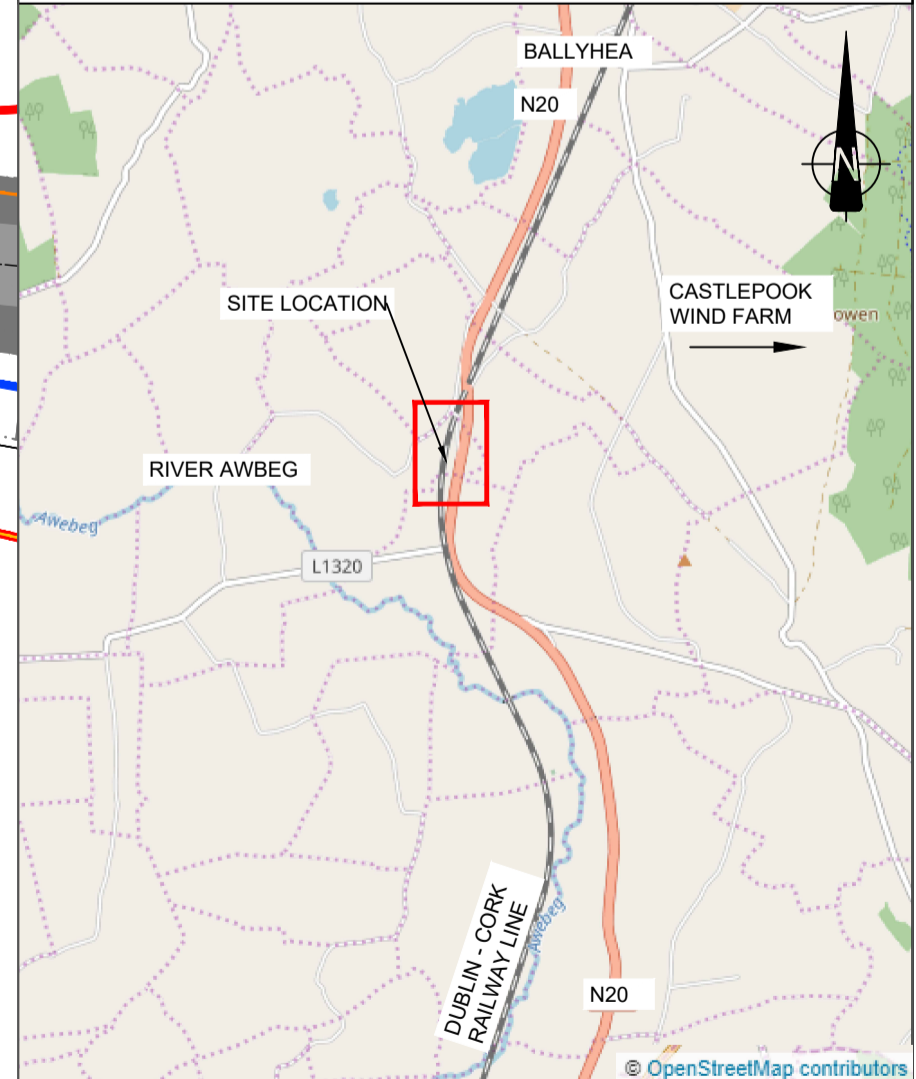 BALLYHEA
N20
N
CASTLEPOOK
WIND FARM
owen
SITE LOCATION
RIVER AWBEG
Awebeg
L1320
DUBLIN - CORK
RAILWAY LINE
Awebeg
N20
© OpenStreetMap contributors